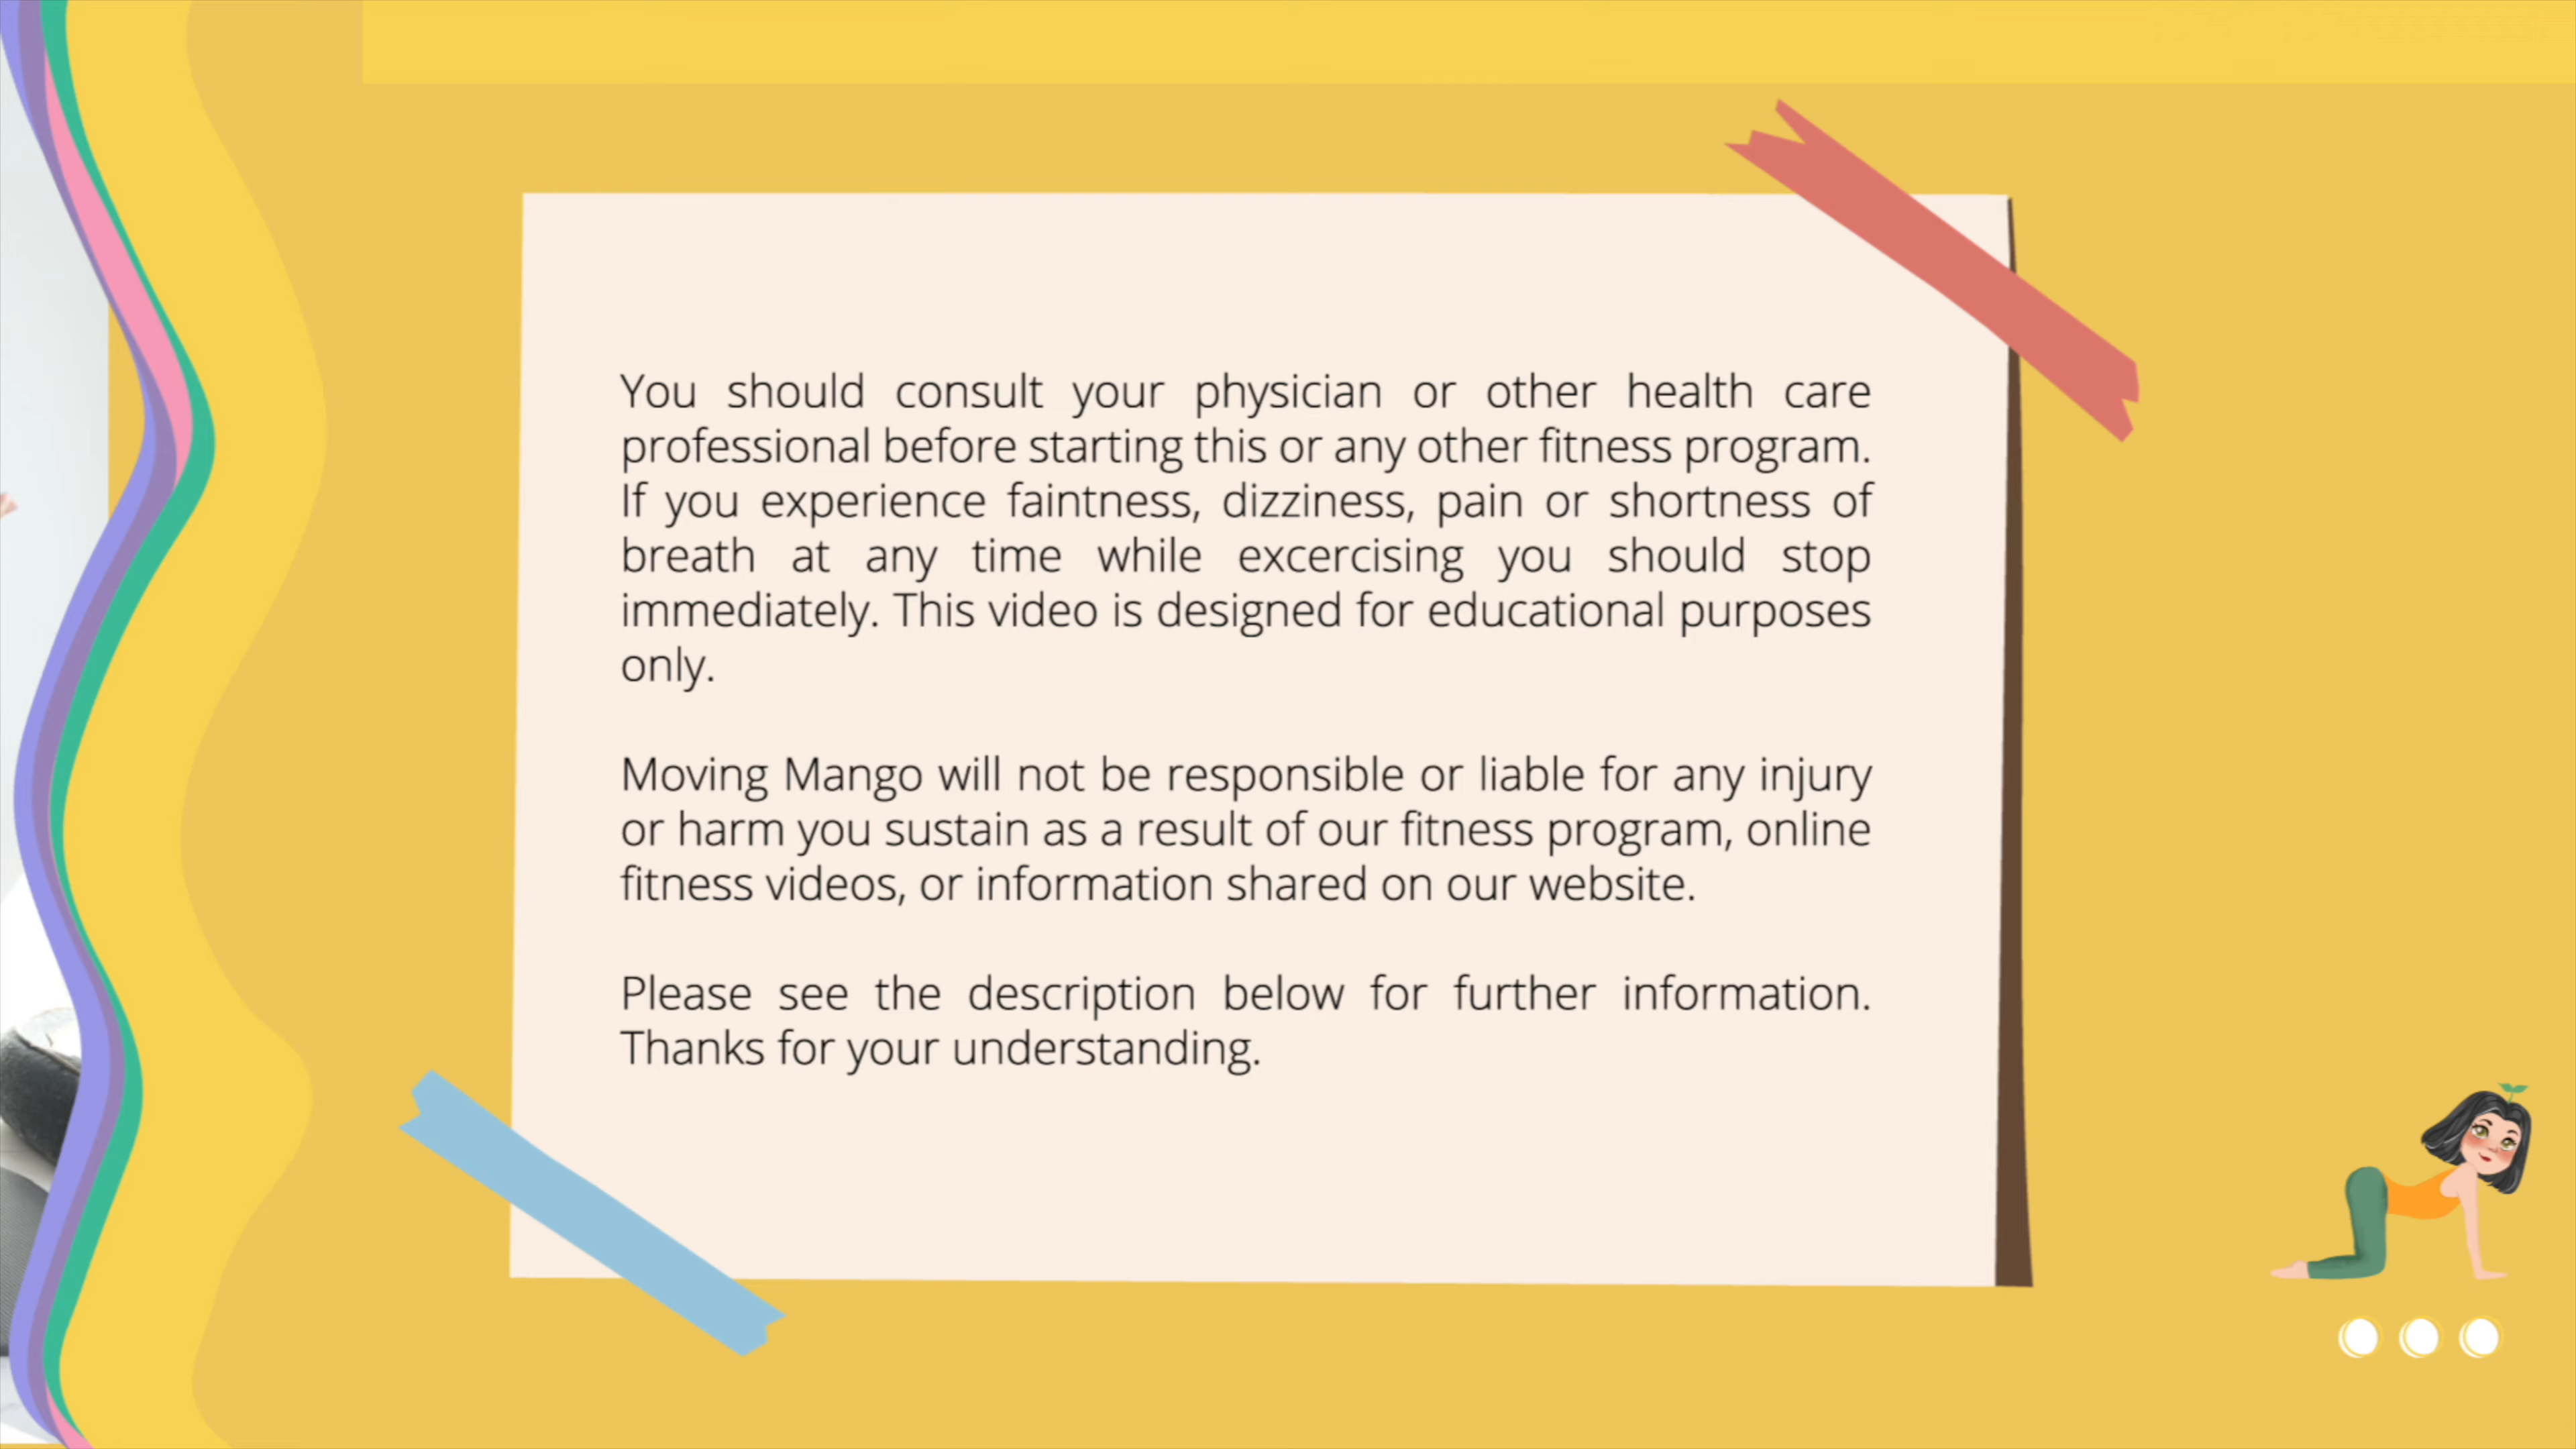 You should consult your physician or other health care
professional before starting this or any other fitness program.
If you experience faintness, dizziness, pain or shortness of
breath at any time while excercising you should stop
immediately. This video is designed for educational purposes
only.
Moving Mango will not be responsible or liable for any injury
or harm you sustain as a result of our fitness program, online
fitness videos, or information shared on our website.
Please see the description below for further information.
Thanks for your understanding.